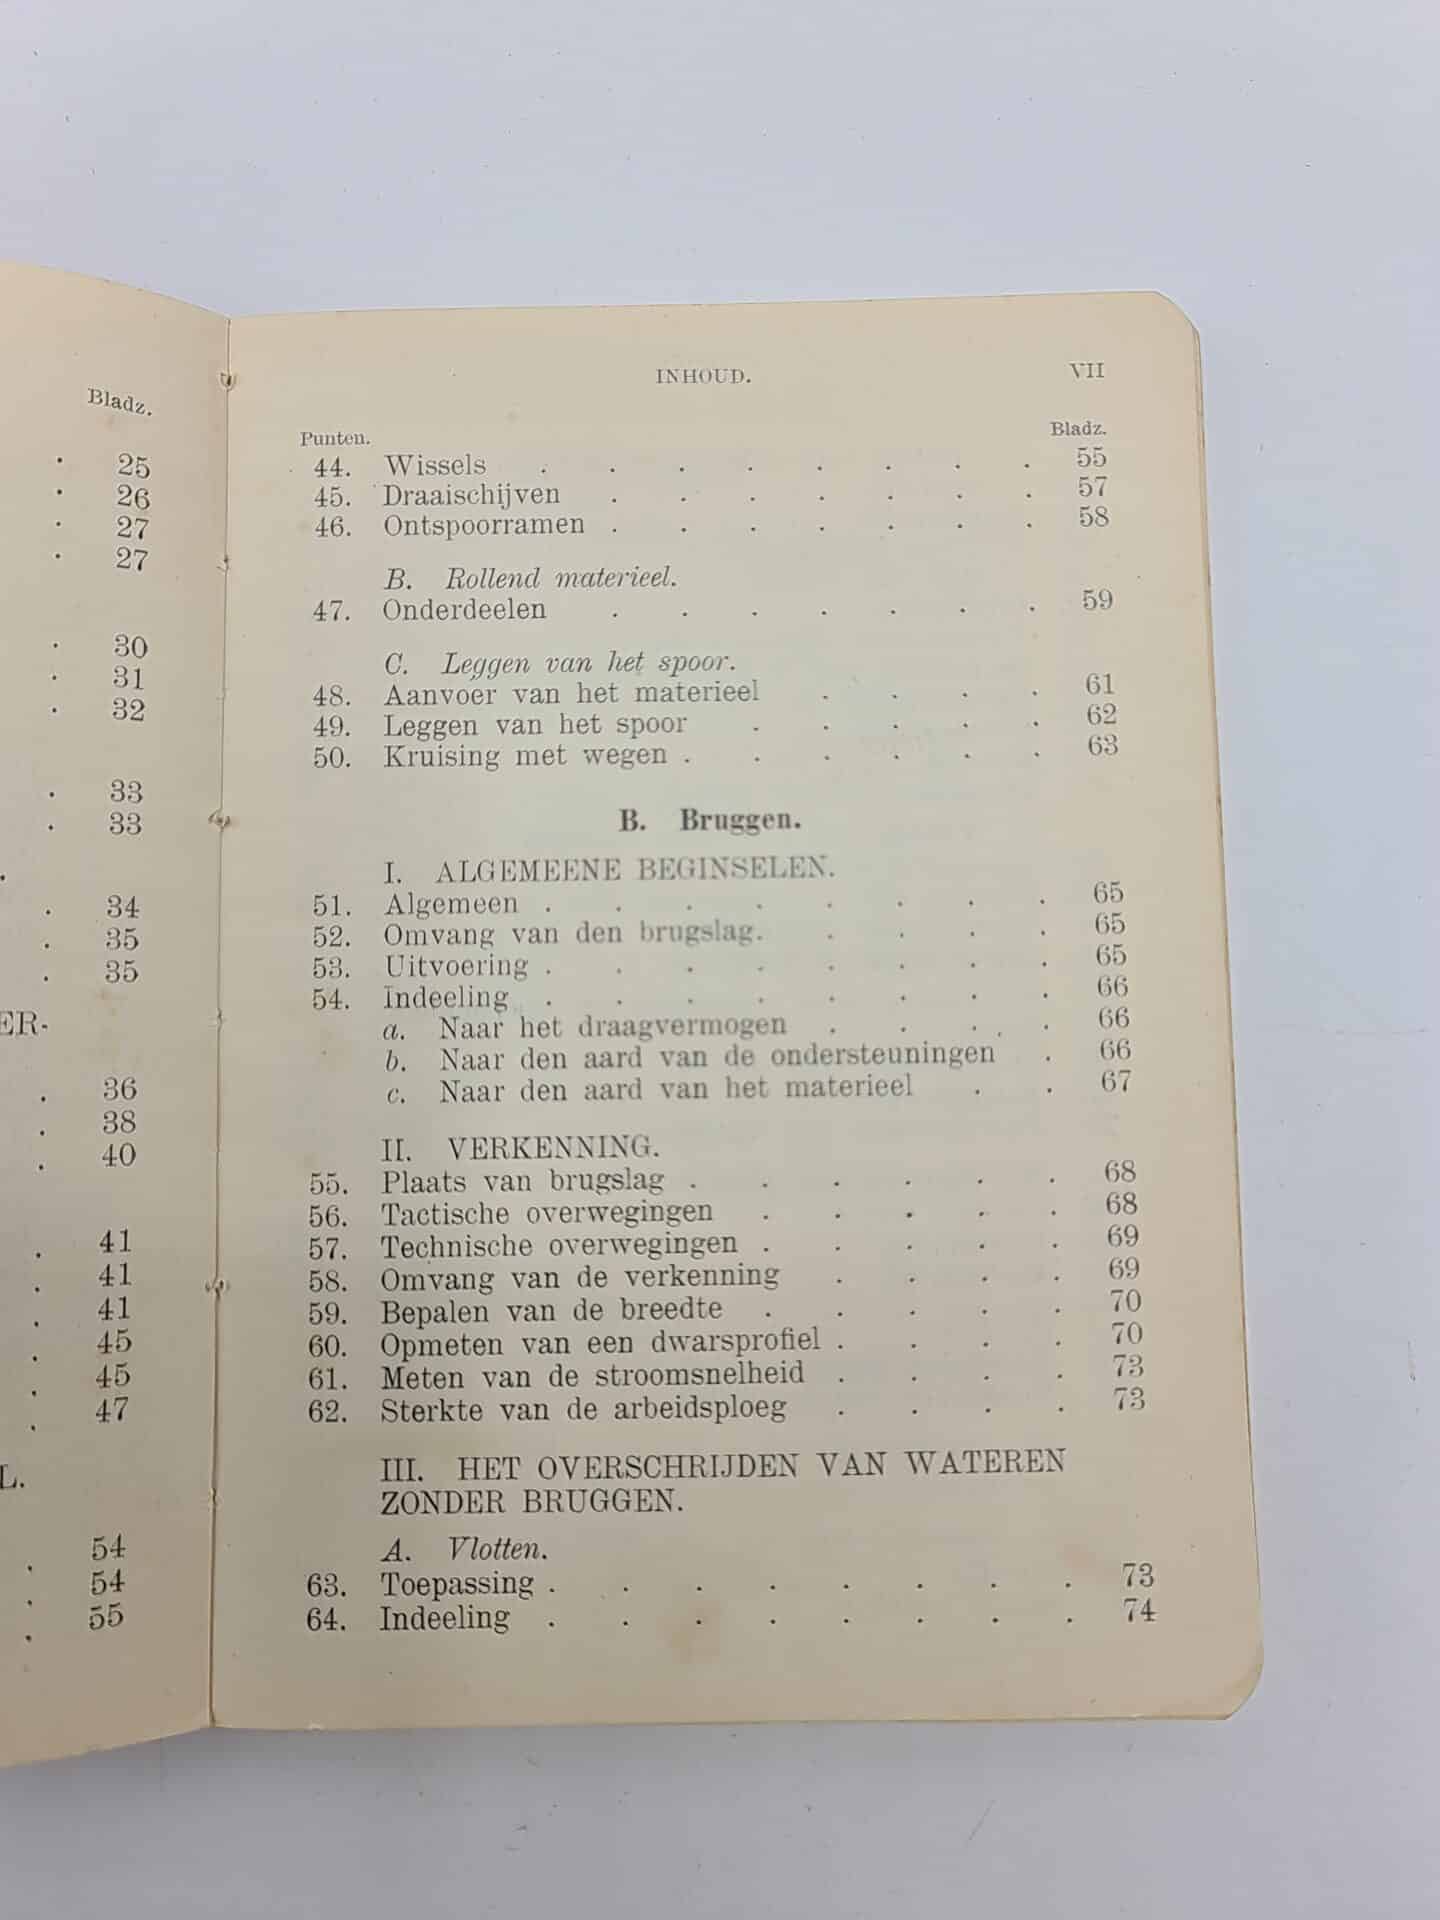 Bladz.
25
26
27
27
30
31
32
33
33
34
35
35
ER-
36
38
40
41
41
41
45
45
47
L.
54
54
55
INHOUD. VII
Punten. Bladz.
44. Wissels . . . . . . . . 55
45. Draaischijven . . . . . . . 57
46. Ontspoorramen . . . . . . . 58
B. Rollend materieel.
47. Onderdeelen . . . . . . . 59
C. Leggen van het spoor.
48. Aanvoer van het materieel . . . . 61
49. Leggen van het spoor . . . . . 62
50. Kruising met wegen . . . . . . 63
B. Bruggen.
I. ALGEMEENE BEGINSELEN.
51. Algemeen . . . . . . . . 65
52. Omvang van den brugslag. . . . . 65
53. Uitvoering . . . . . . . . 65
54. Indeeling . . . . . . . . 66
a. Naar het draagvermogen . . . . 66
b. Naar den aard van de ondersteuningen . 66
c. Naar den aard van het materieel . . 67
II. VERKENNING.
55. Plaats van brugslag . . . . . . 68
56. Tactische overwegingen . . . . . 68
57. Technische overwegingen . . . . . 69
58. Omvang van de verkenning . . . . 69
59. Bepalen van de breedte . . . . . 70
60. Opmeten van een dwarsprofiel . . . . 70
61. Meten van de stroomsnelheid . . . . 73
62. Sterkte van de arbeidsploeg . . . . 73
III. HET OVERSCHRIJDEN VAN WATEREN
ZONDER BRUGGEN.
A. Vlotten.
63. Toepassing . . . . . . . . 73
64. Indeeling . . . . . . . . 74